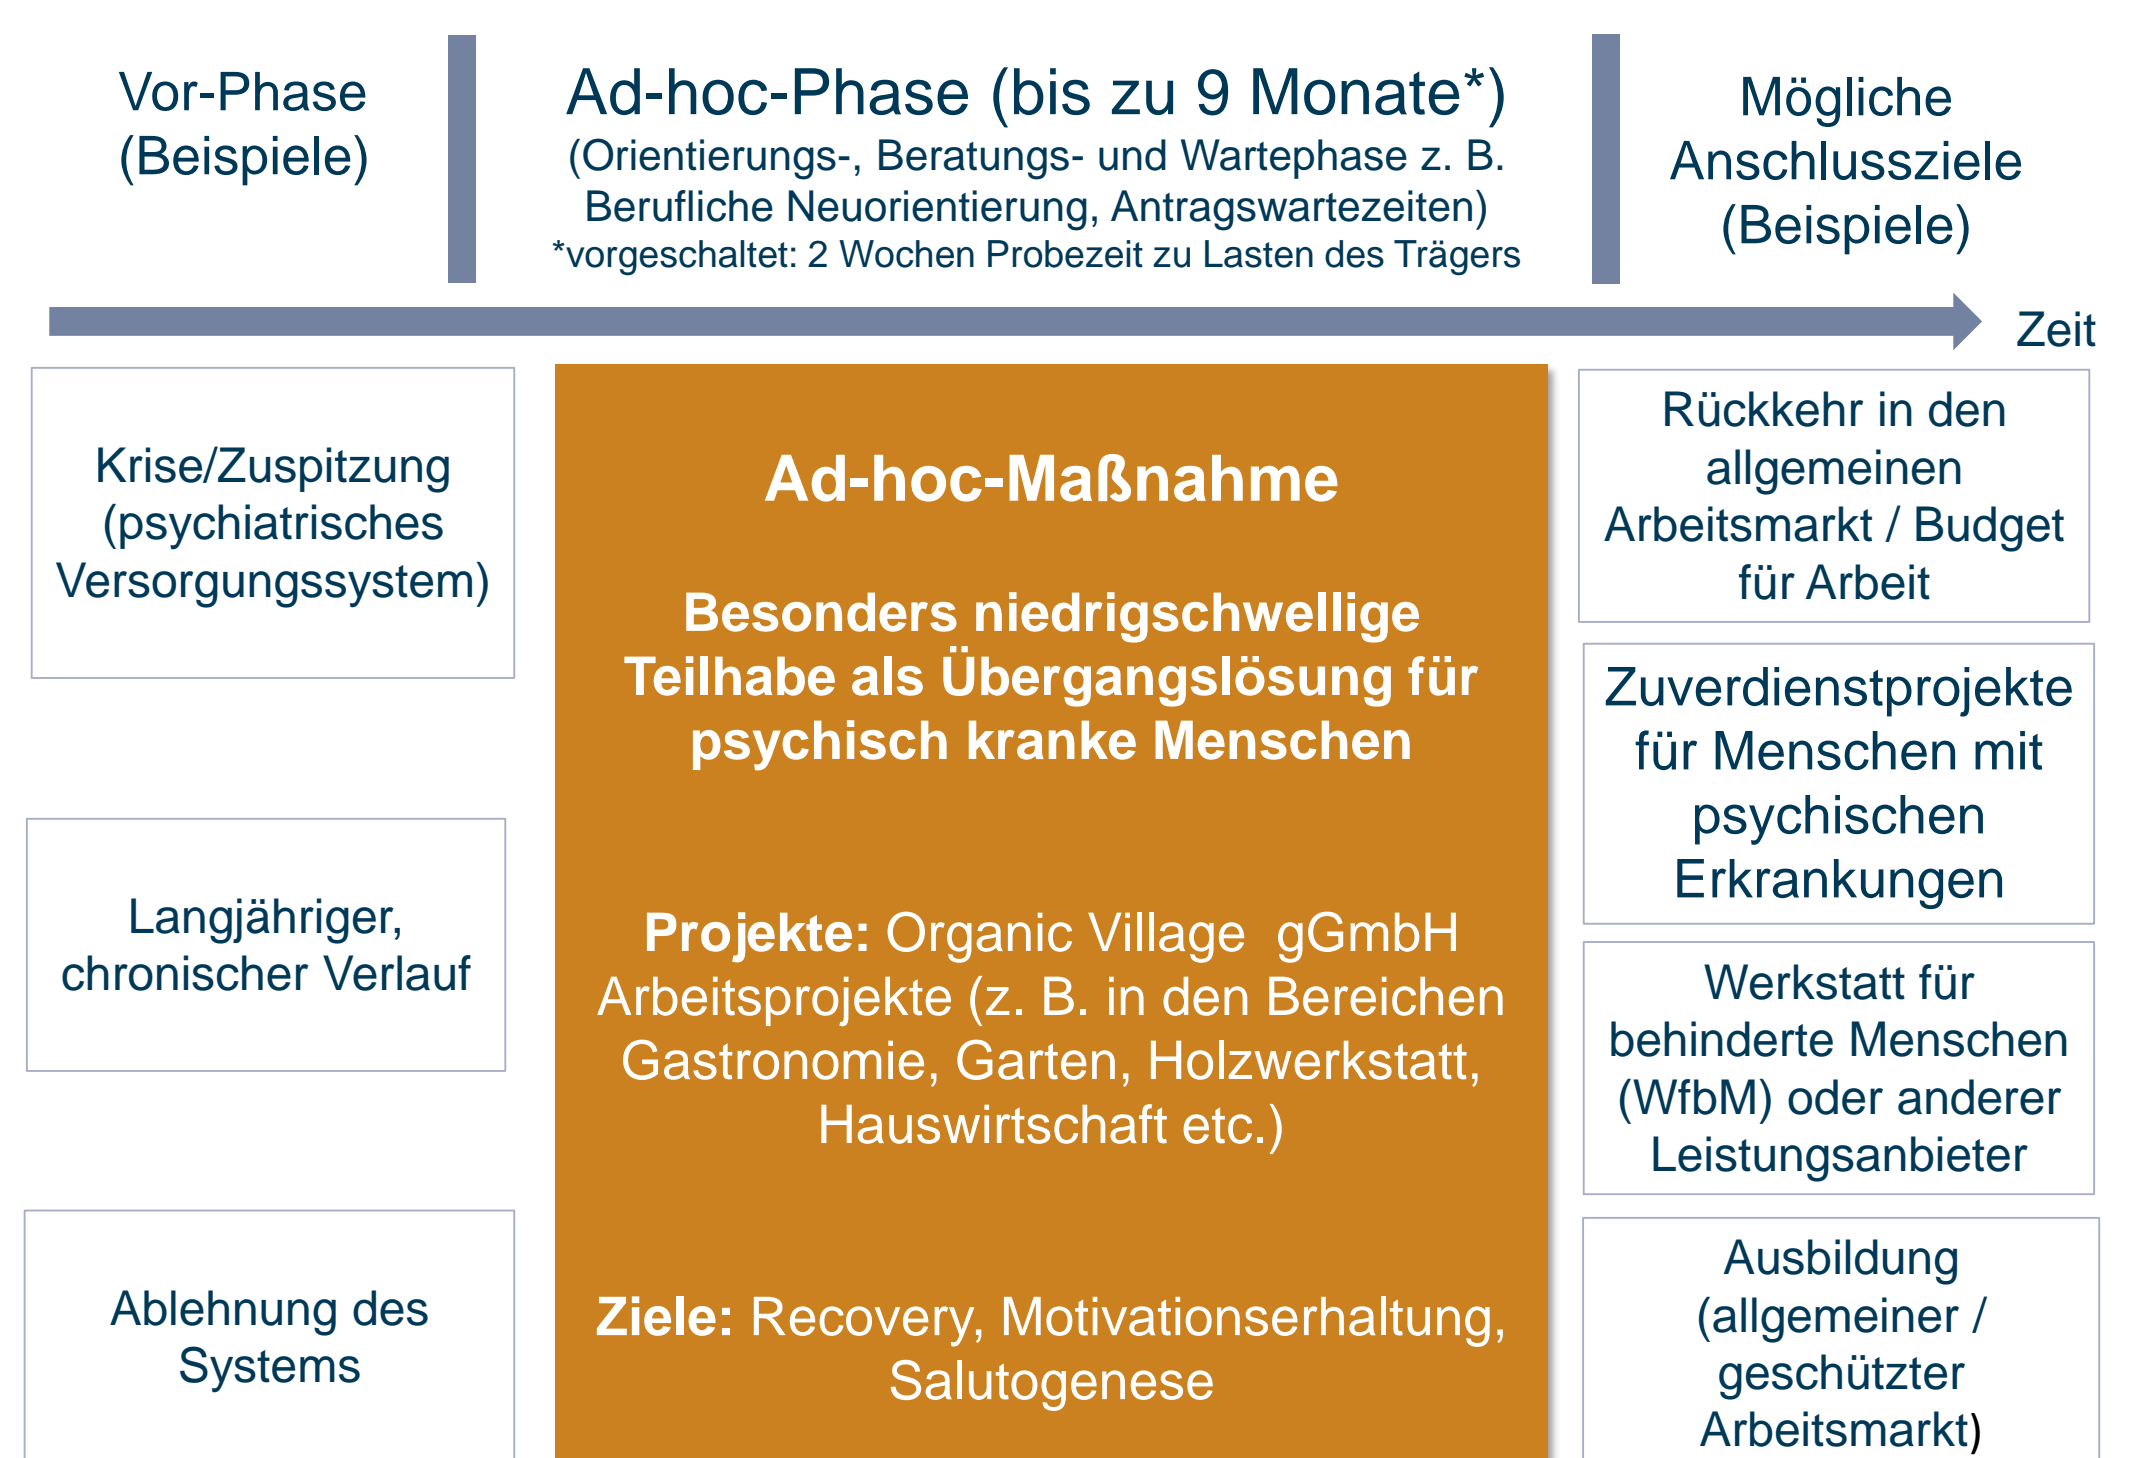 Vor-Phase
(Beispiele)
Ad-hoc-Phase (bis zu 9 Monate*)
(Orientierungs-, Beratungs- und Wartephase z. B.
Berufliche Neuorientierung, Antragswartezeiten)
*vorgeschaltet: 2 Wochen Probezeit zu Lasten des Trägers
Mögliche
Anschlussziele
(Beispiele)
Zeit
Krise/Zuspitzung
(psychiatrisches
Versorgungssystem)
Langjähriger,
chronischer Verlauf
Ablehnung des
Systems
Ad-hoc-Maßnahme
Besonders niedrigschwellige
Teilhabe als Übergangslösung für
psychisch kranke Menschen
Projekte: Organic Village  gGmbH
Arbeitsprojekte (z. B. in den Bereichen
Gastronomie, Garten, Holzwerkstatt,
Hauswirtschaft etc.)
Ziele: Recovery, Motivationserhaltung,
Salutogenese
Rückkehr in den
allgemeinen
Arbeitsmarkt / Budget
für Arbeit
Zuverdienstprojekte
für Menschen mit
psychischen
Erkrankungen
Werkstatt für
behinderte Menschen
(WfbM) oder anderer
Leistungsanbieter
Ausbildung
(allgemeiner /
geschützter
Arbeitsmarkt)